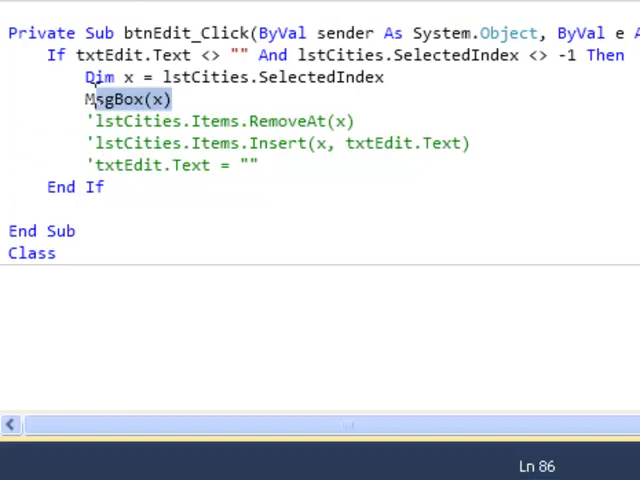 Private Sub btnEdit_Click(ByVal sender As System.Object, ByVal e A
If txtEdit.Text <> "" And lstCities.SelectedIndex <> -1 Then
Dim x = lstCities.SelectedIndex
MsgBox(x)
'lstCities.Items.RemoveAt(x)
'lstCities.Items.Insert(x, txtEdit.Text)
'txtEdit.Text = ""
End If
End Sub
Class
Ln 86